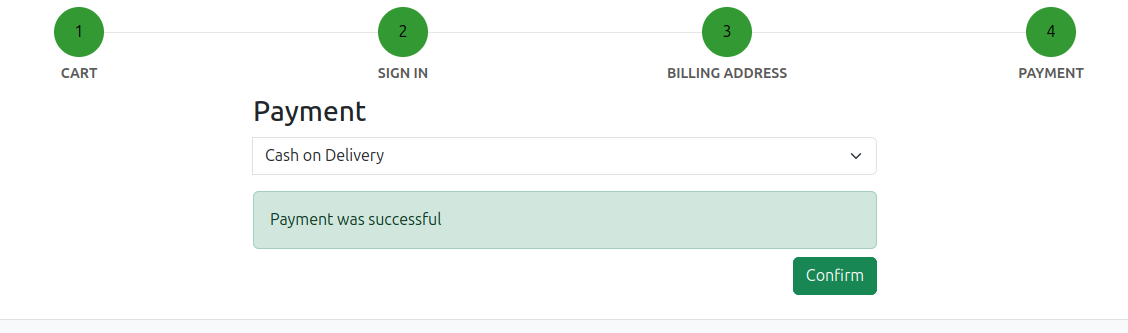 1 2 3 4
CART SIGN IN BILLING ADDRESS PAYMENT
Payment
Cash on Delivery
Payment was successful
Confirm